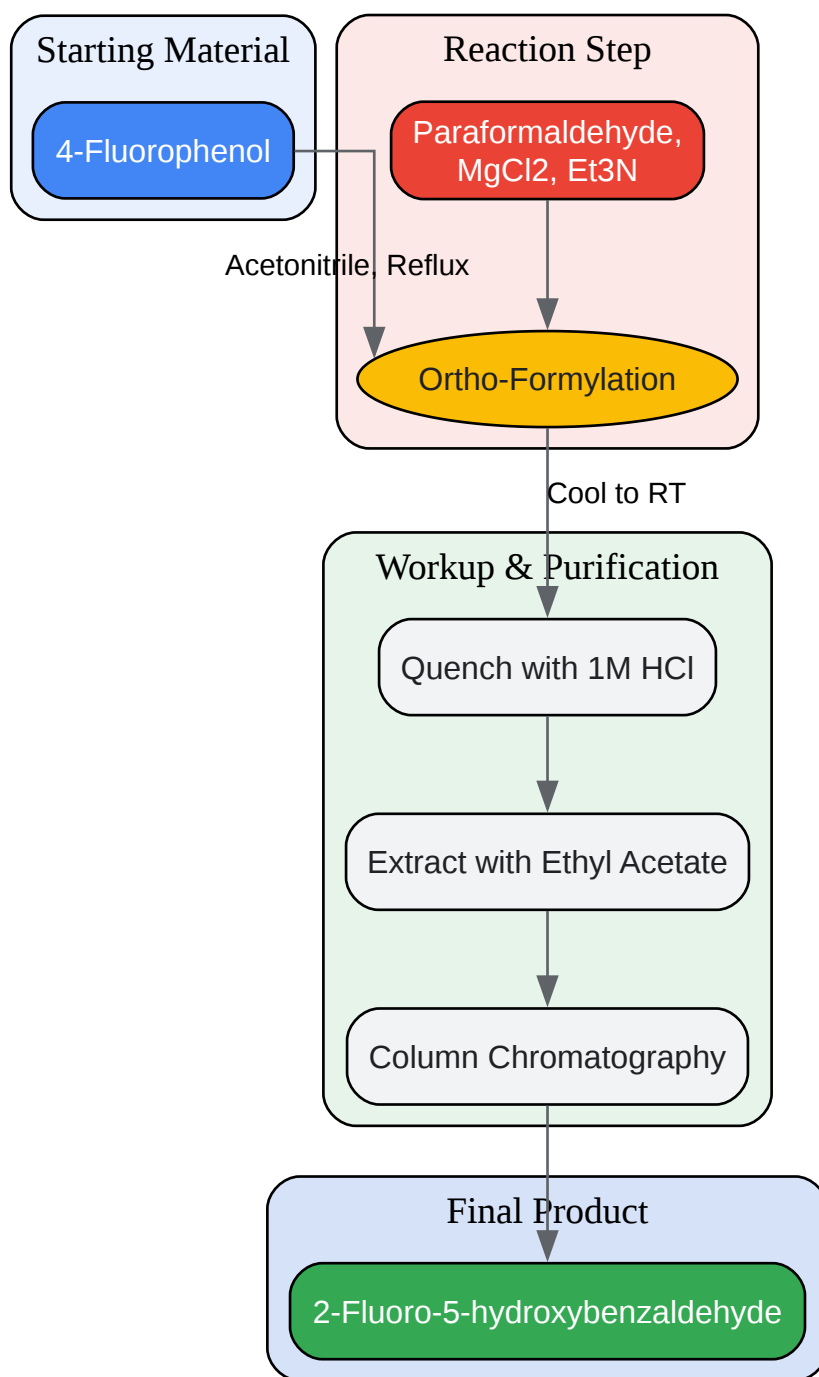 Starting Material
4-Fluorophenol
Reaction Step
Paraformaldehyde,
MgCl2, Et3N
Acetonitrile, Reflux
Ortho-Formylation
Cool to RT
Workup & Purification
Quench with 1M HCl
Extract with Ethyl Acetate
Column Chromatography
Final Product
2-Fluoro-5-hydroxybenzaldehyde